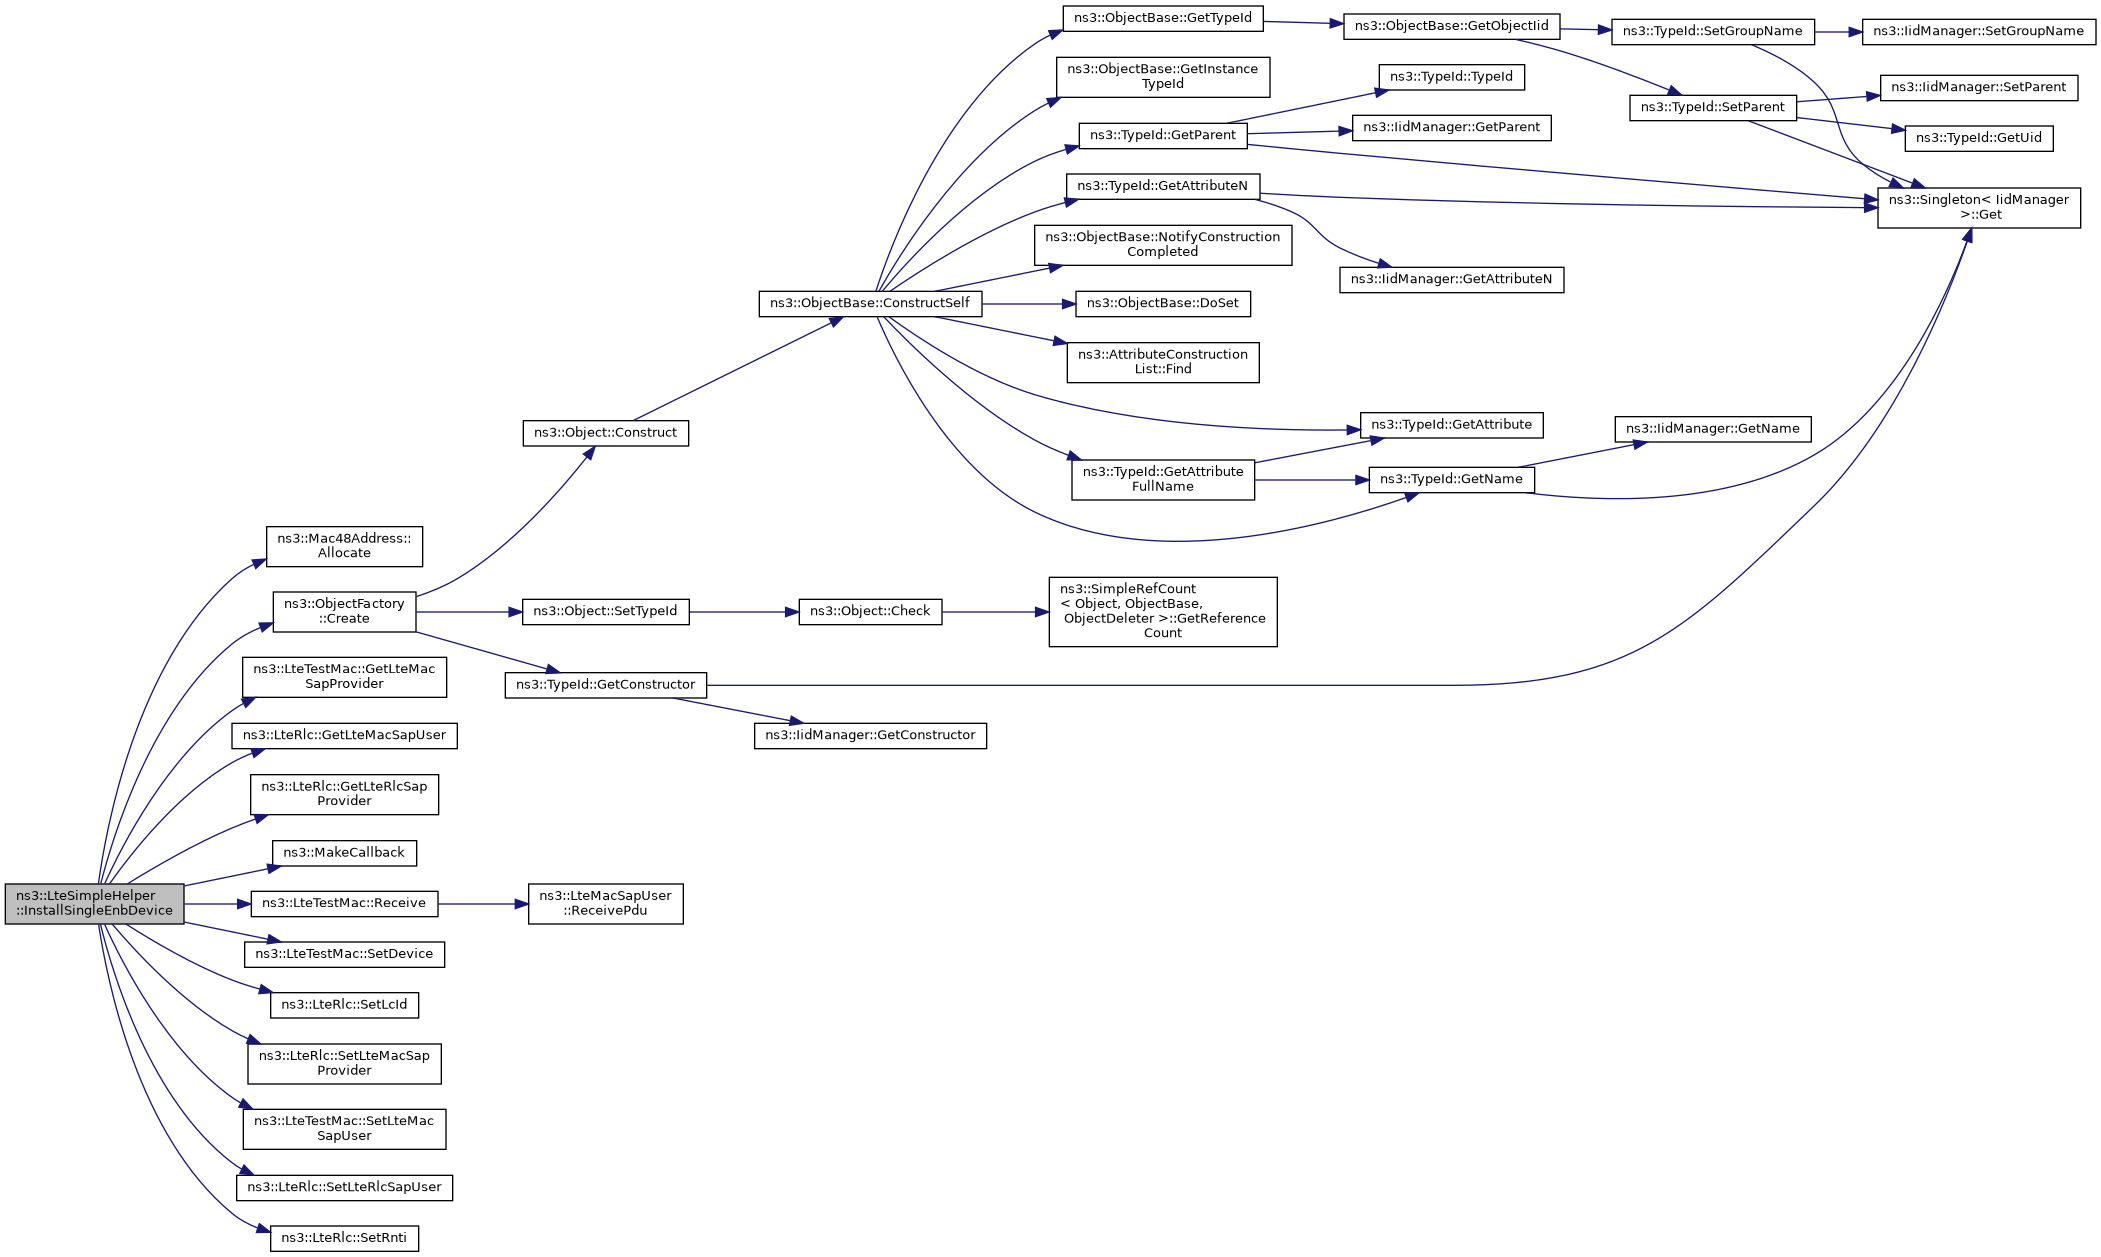 ns3::LteSimpleHelper
::InstallSingleEnbDevice
ns3::Mac48Address::
Allocate
ns3::ObjectFactory
::Create
ns3::Object::Construct
ns3::ObjectBase::ConstructSelf
ns3::ObjectBase::GetTypeId
ns3::ObjectBase::GetObjectIid
ns3::TypeId::SetGroupName
ns3::IidManager::SetGroupName
ns3::TypeId::SetParent
ns3::IidManager::SetParent
ns3::TypeId::GetUid
ns3::Singleton< IidManager
>::Get
ns3::ObjectBase::GetInstance
TypeId
ns3::TypeId::GetParent
ns3::TypeId::TypeId
ns3::IidManager::GetParent
ns3::TypeId::GetAttributeN
ns3::IidManager::GetAttributeN
ns3::ObjectBase::NotifyConstruction
Completed
ns3::ObjectBase::DoSet
ns3::AttributeConstruction
List::Find
ns3::TypeId::GetAttribute
ns3::TypeId::GetAttribute
FullName
ns3::TypeId::GetName
ns3::IidManager::GetName
ns3::Object::SetTypeId
ns3::Object::Check
ns3::SimpleRefCount
< Object, ObjectBase,
ObjectDeleter >::GetReference
Count
ns3::TypeId::GetConstructor
ns3::IidManager::GetConstructor
ns3::LteTestMac::GetLteMac
SapProvider
ns3::LteRlc::GetLteMacSapUser
ns3::LteRlc::GetLteRlcSap
Provider
ns3::MakeCallback
ns3::LteTestMac::Receive
ns3::LteMacSapUser
::ReceivePdu
ns3::LteTestMac::SetDevice
ns3::LteRlc::SetLcId
ns3::LteRlc::SetLteMacSap
Provider
ns3::LteTestMac::SetLteMac
SapUser
ns3::LteRlc::SetLteRlcSapUser
ns3::LteRlc::SetRnti